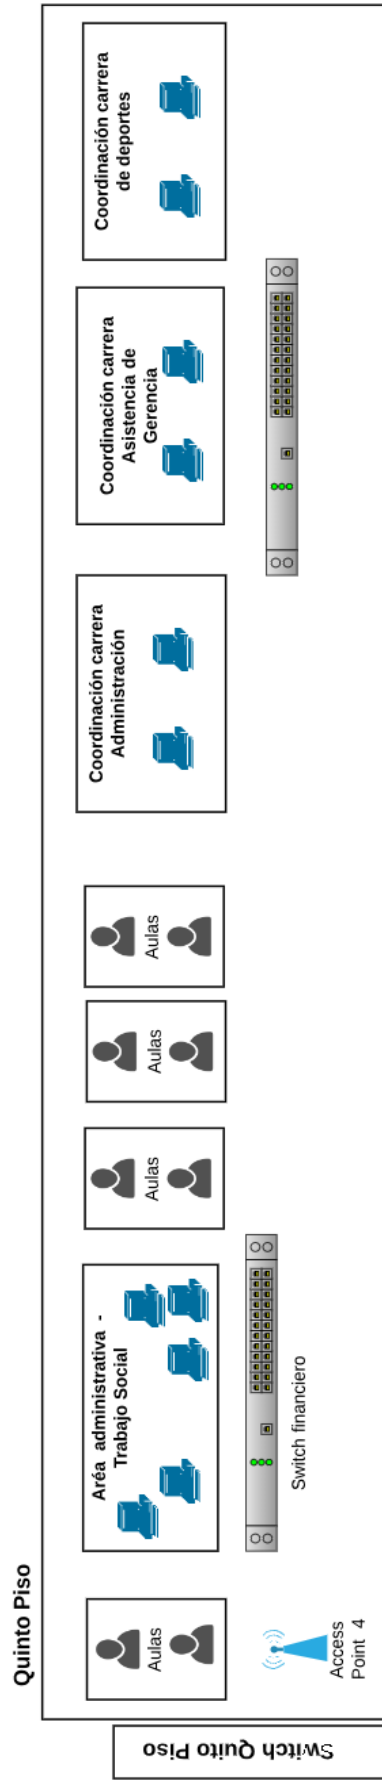 Quinto Piso
Switch Quito Piso
Aulas
Aréa administrativa -
Trabajo Social
Aulas
Aulas
Aulas
Coordinación carrera
Administración
Coordinación carrera
Asistencia de
Gerencia
Coordinación carrera
de deportes
Access
Point 4
Switch financiero